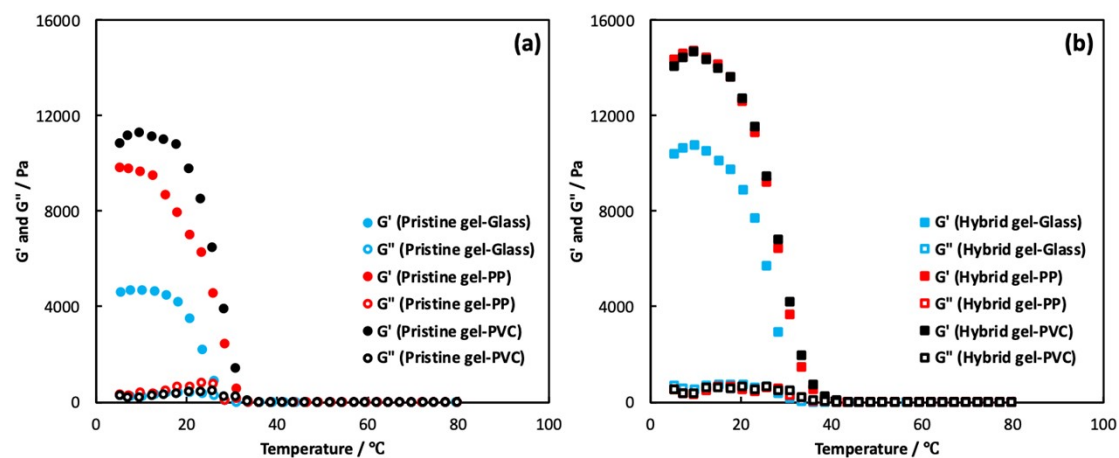 (a)
16000
12000
8000
4000
0
G' and G" / Pa
G' (Pristine gel-Glass)
G" (Pristine gel-Glass)
G' (Pristine gel-PP)
G" (Pristine gel-PP)
G' (Pristine gel-PVC)
G" (Pristine gel-PVC)
0 20 40 60 80 100
Temperature / °C
(b)
16000
12000
8000
4000
0
G' and G" / Pa
G' (Hybrid gel-Glass)
G" (Hybrid gel-Glass)
G' (Hybrid gel-PP)
G" (Hybrid gel-PP)
G' (Hybrid gel-PVC)
G" (Hybrid gel-PVC)
0 20 40 60 80 100
Temperature / °C